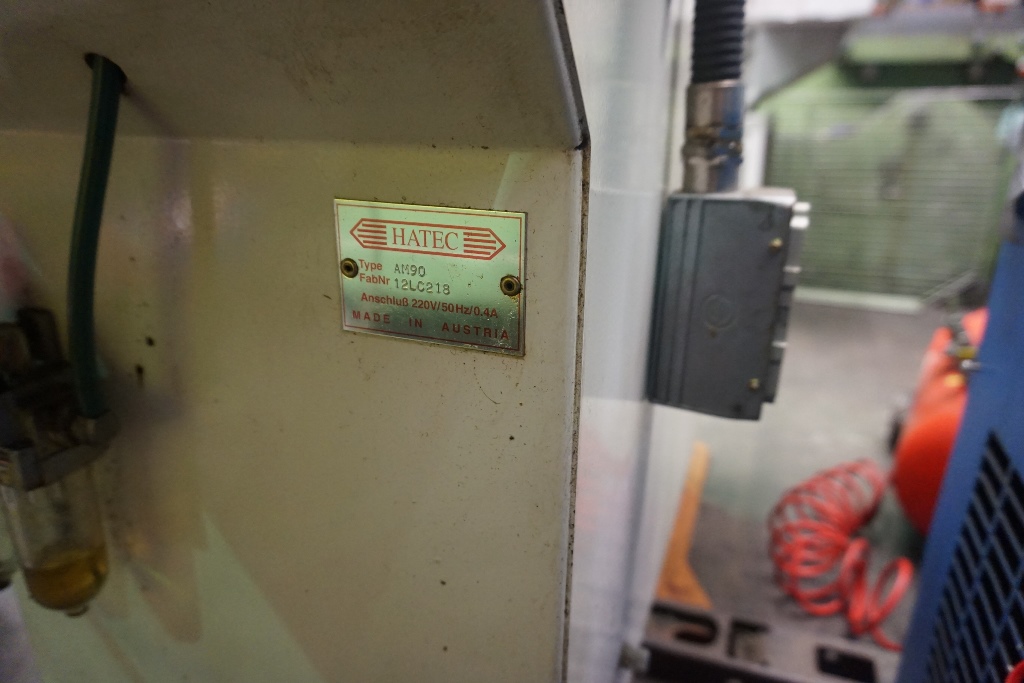 HATEC
Type AM90
FabNr 12LC218
Anschluß 220V/50Hz/0.4A
MADE IN AUSTRIA